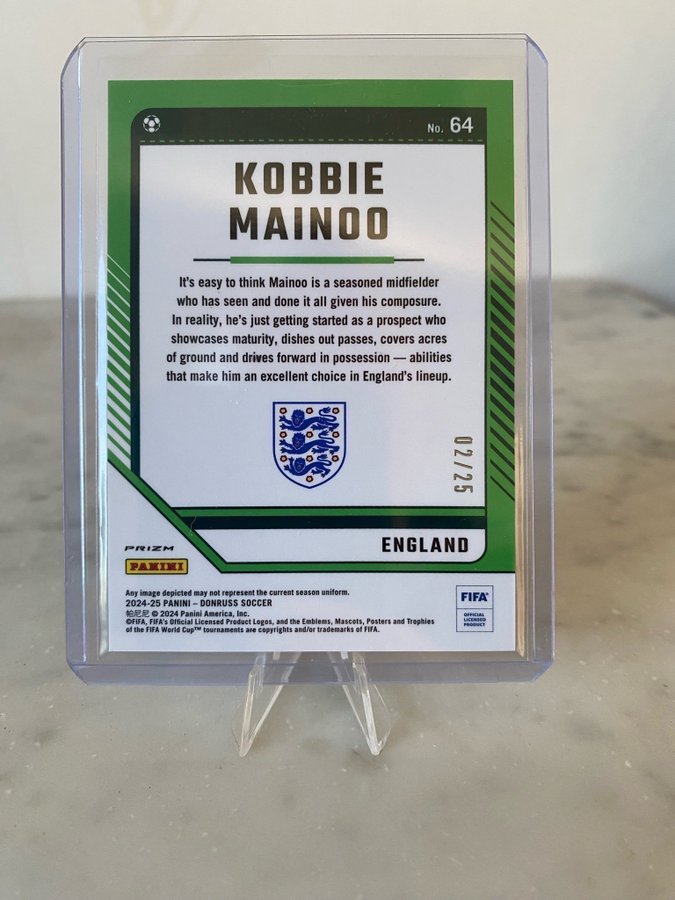 No. 64
KOBBIE
MAINOO
It's easy to think Mainoo is a seasoned midfielder
who has seen and done it all given his composure.
In reality, he's just getting started as a prospect who
showcases maturity, dishes out passes, covers acres
of ground and drives forward in possession — abilities
that make him an excellent choice in England's lineup.
02/25
ENGLAND
PRIZM
PANINI
Any image depicted may not represent the current season uniform.
2024-25 PANINI – DONRUSS SOCCER
帕尼尼 © 2024 Panini America, Inc.
©FIFA, FIFA's Official Licensed Product Logos, and the Emblems, Mascots, Posters and Trophies
of the FIFA World Cup™ tournaments are copyrights and/or trademarks of FIFA.
FIFA®
OFFICIAL
LICENSED
PRODUCT